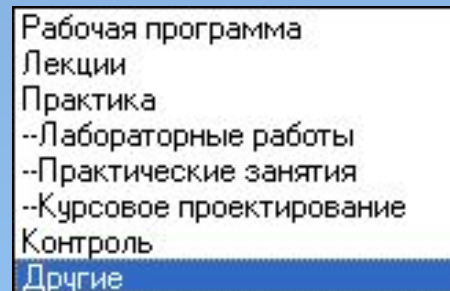 Рабочая программа
Лекции
Практика
--Лабораторные работы
--Практические занятия
--Курсовое проектирование
Контроль
Другие